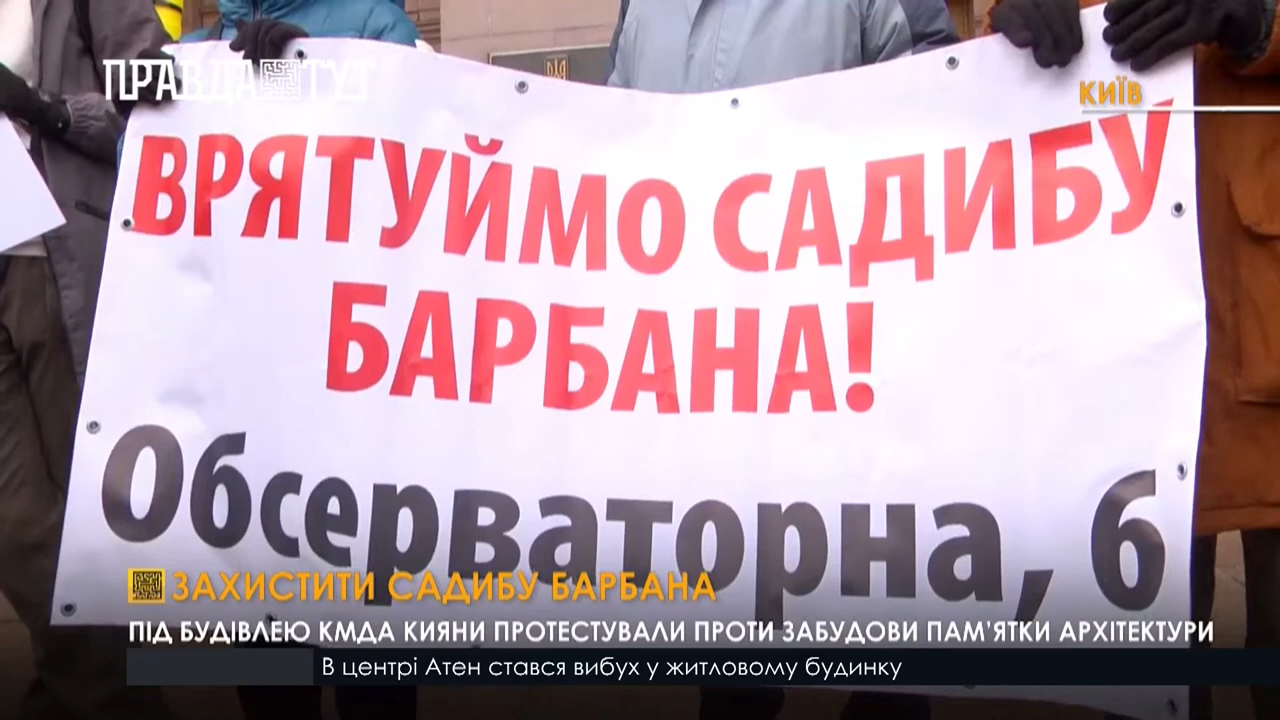 ПРАВДА ТУТ
КИЇВ
ВРЯТУЙМО САДИБУ
БАРБАНА!
Обсерваторна, 6
ЗАХИСТИТИ САДИБУ БАРБАНА
ПІД БУДІВЛЕЮ КМДА КИЯНИ ПРОТЕСТУВАЛИ ПРОТИ ЗАБУДОВИ ПАМ'ЯТКИ АРХІТЕКТУРИ
В центрі Атен стався вибух у житловому будинку